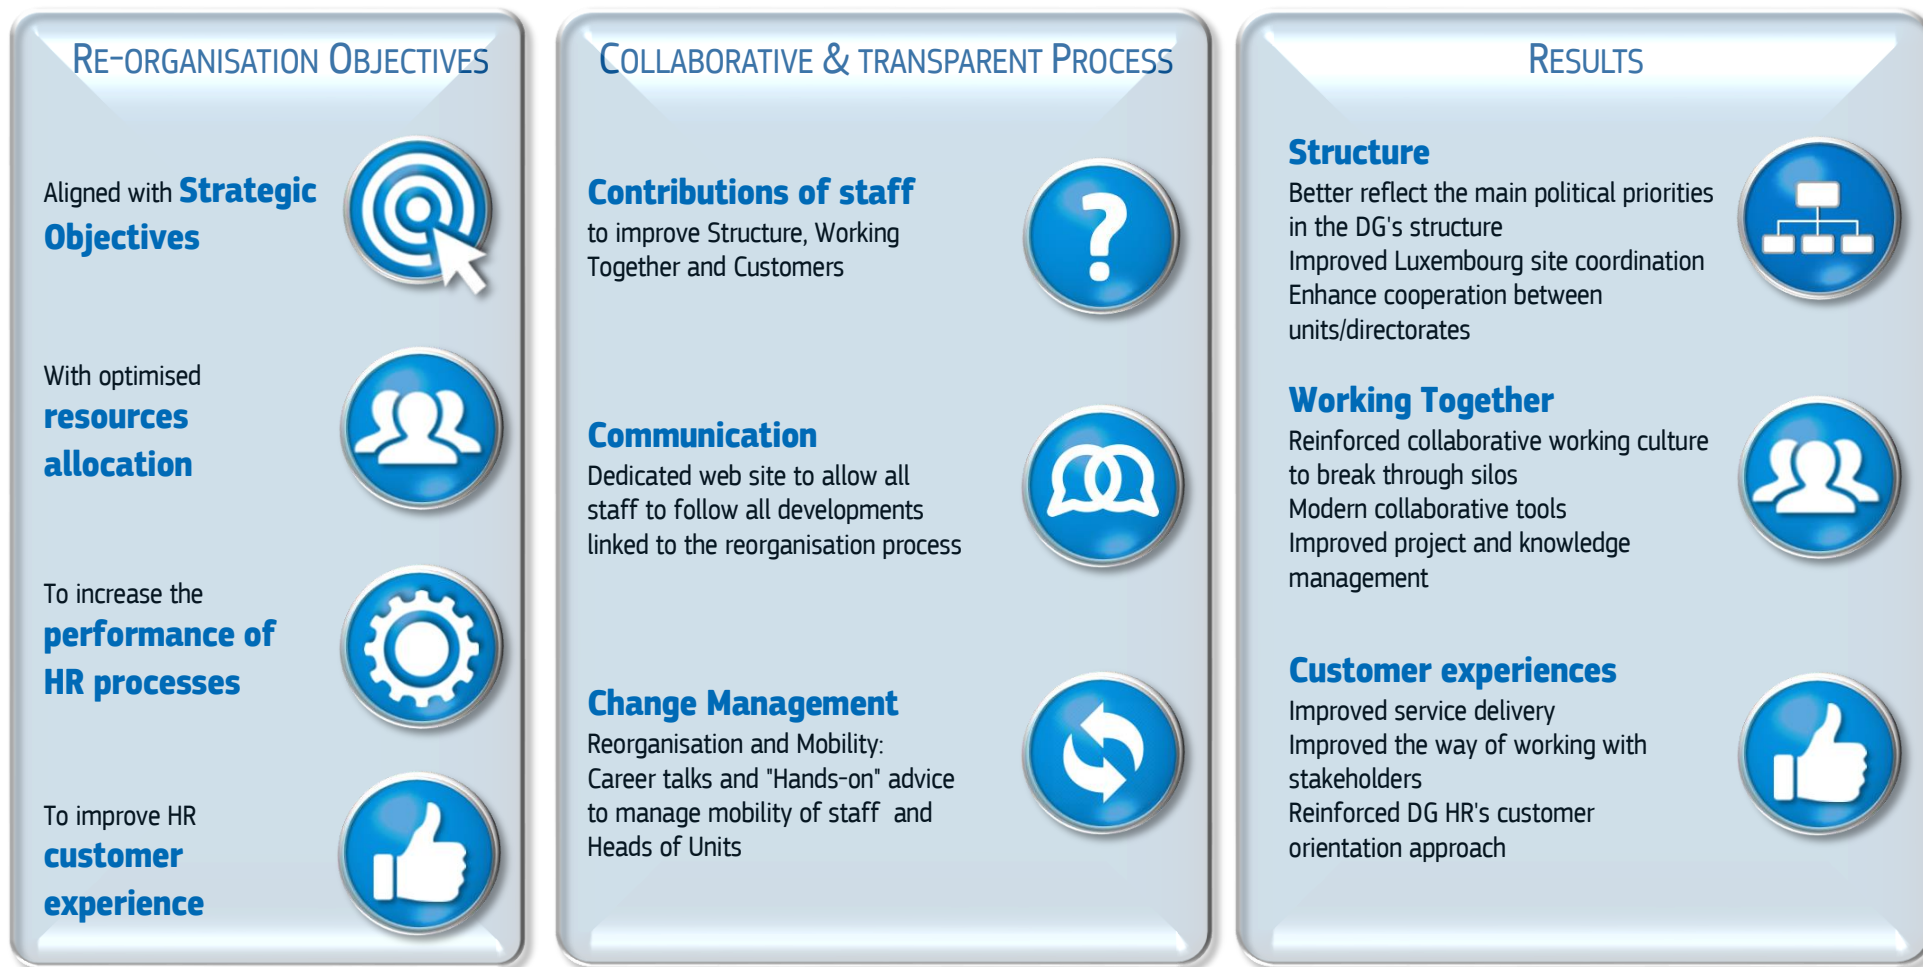 RE-ORGANISATION OBJECTIVES
Aligned with Strategic
Objectives
With optimised
resources
allocation
To increase the
performance of
HR processes
To improve HR
customer
experience
COLLABORATIVE & TRANSPARENT PROCESS
Contributions of staff
to improve Structure, Working
Together and Customers
Communication
Dedicated web site to allow all
staff to follow all developments
linked to the reorganisation process
Change Management
Reorganisation and Mobility:
Career talks and "Hands-on" advice
to manage mobility of staff and
Heads of Units
RESULTS
Structure
Better reflect the main political priorities
in the DG's structure
Improved Luxembourg site coordination
Enhance cooperation between
units/directorates
Working Together
Reinforced collaborative working culture
to break through silos
Modern collaborative tools
Improved project and knowledge
management
Customer experiences
Improved service delivery
Improved the way of working with
stakeholders
Reinforced DG HR's customer
orientation approach